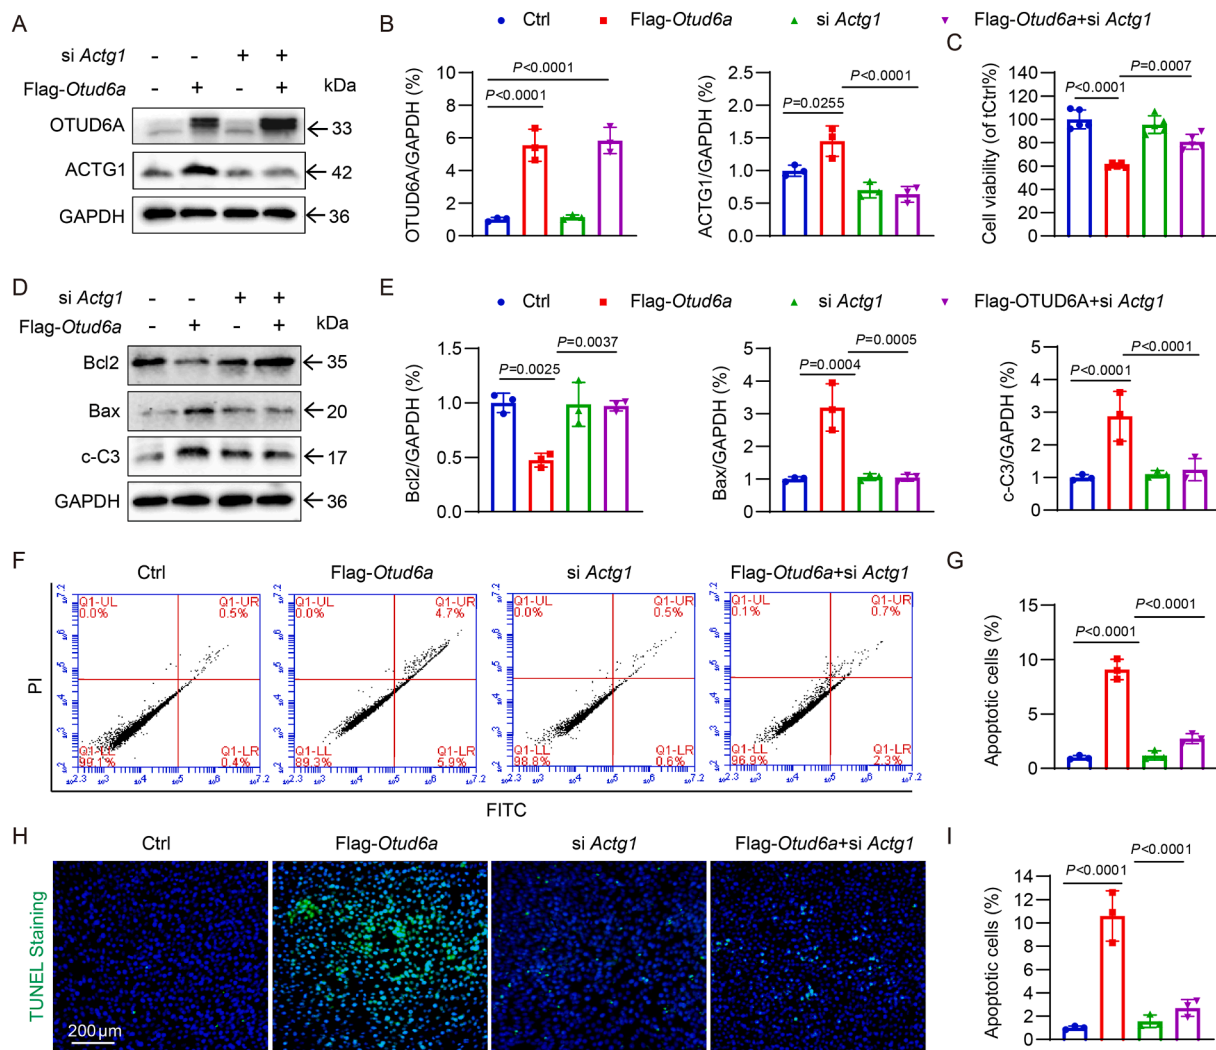 A
si Actg1 - - + +
Flag-Otud6a - + - + kDa
OTUD6A 33
ACTG1 42
GAPDH 36
B
Ctrl Flag-Otud6a si Actg1 Flag-Otud6a+si Actg1
OTUD6A/GAPDH (%)
10
8
6
4
2
0
P<0.0001
P<0.0001
ACTG1/GAPDH (%)
2.5
2.0
1.5
1.0
0.5
0.0
P=0.0255
P<0.0001
C
Cell viability (of tCtrl%)
140
120
100
80
60
40
20
0
P<0.0001
P=0.0007
D
si Actg1 - - + +
Flag-Otud6a - + - + kDa
Bcl2 35
Bax 20
c-C3 17
GAPDH 36
E
Ctrl Flag-Otud6a si Actg1 Flag-OTUD6A+si Actg1
Bcl2/GAPDH (%)
1.5
1.0
0.5
0.0
P=0.0025
P=0.0037
Bax/GAPDH (%)
5
4
3
2
1
0
P=0.0004
P=0.0005
c-C3/GAPDH (%)
5
4
3
2
1
0
P<0.0001
P<0.0001
F
Ctrl Flag-Otud6a si Actg1 Flag-Otud6a+si Actg1
PI
Q1-UL Q1-UR
0.0% 0.5%
Q1-LL Q1-LR
99.1% 0.4%
Q1-UL Q1-UR
0.0% 4.7%
Q1-LL Q1-LR
89.3% 5.9%
Q1-UL Q1-UR
0.0% 0.5%
Q1-LL Q1-LR
98.8% 0.6%
Q1-UL Q1-UR
0.1% 0.7%
Q1-LL Q1-LR
96.9% 2.3%
FITC
G
Apoptotic cells (%)
15
10
5
0
P<0.0001
P<0.0001
H
Ctrl Flag-Otud6a si Actg1 Flag-Otud6a+si Actg1
TUNEL Staining
200 μm
I
Apoptotic cells (%)
14
12
10
8
6
4
2
0
P<0.0001
P<0.0001